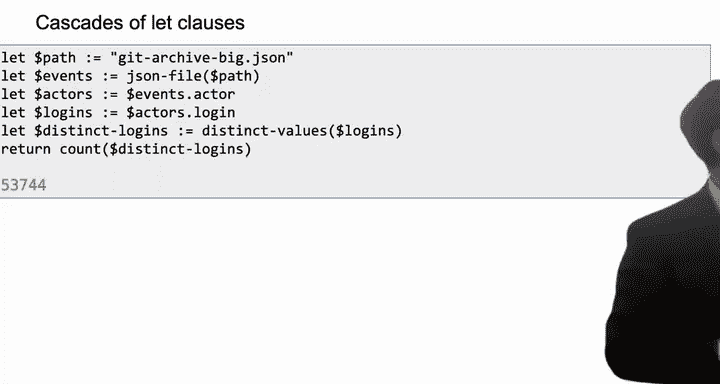 Cascades of let clauses
let $path := "git-archive-big.json"
let $events := json-file($path)
let $actors := $events.actor
let $logins := $actors.login
let $distinct-logins := distinct-values($logins)
return count($distinct-logins)
53744